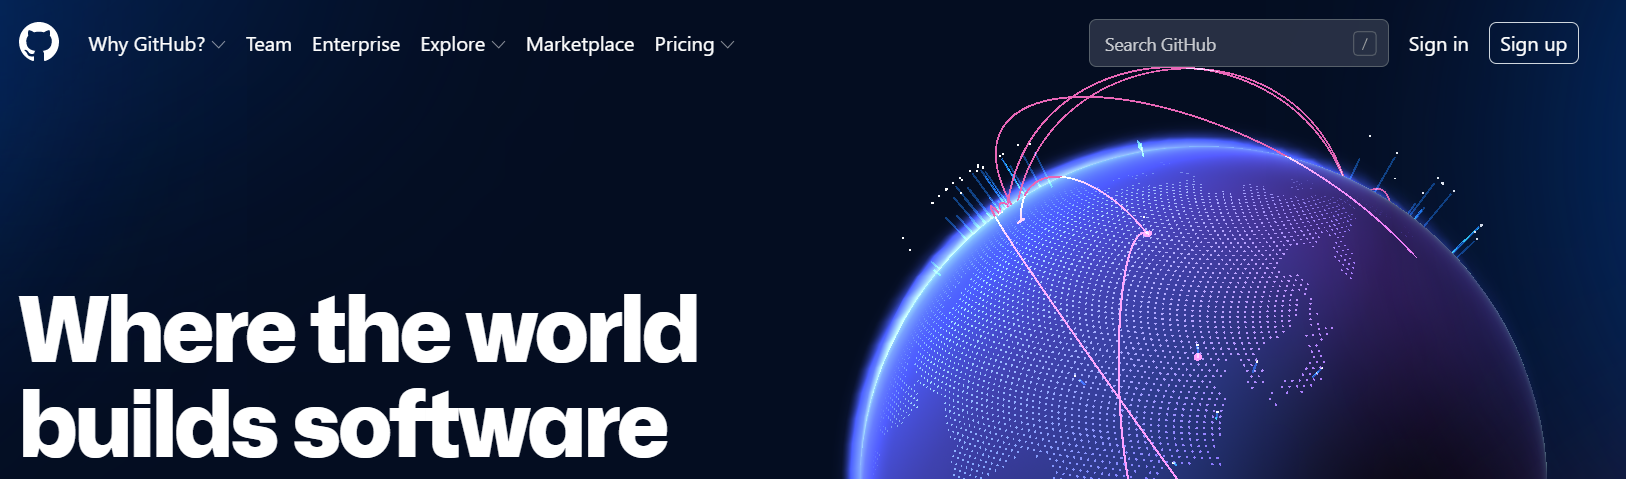 Why GitHub? Team Enterprise Explore Marketplace Pricing Search GitHub / Sign in Sign up
Where the world
builds software